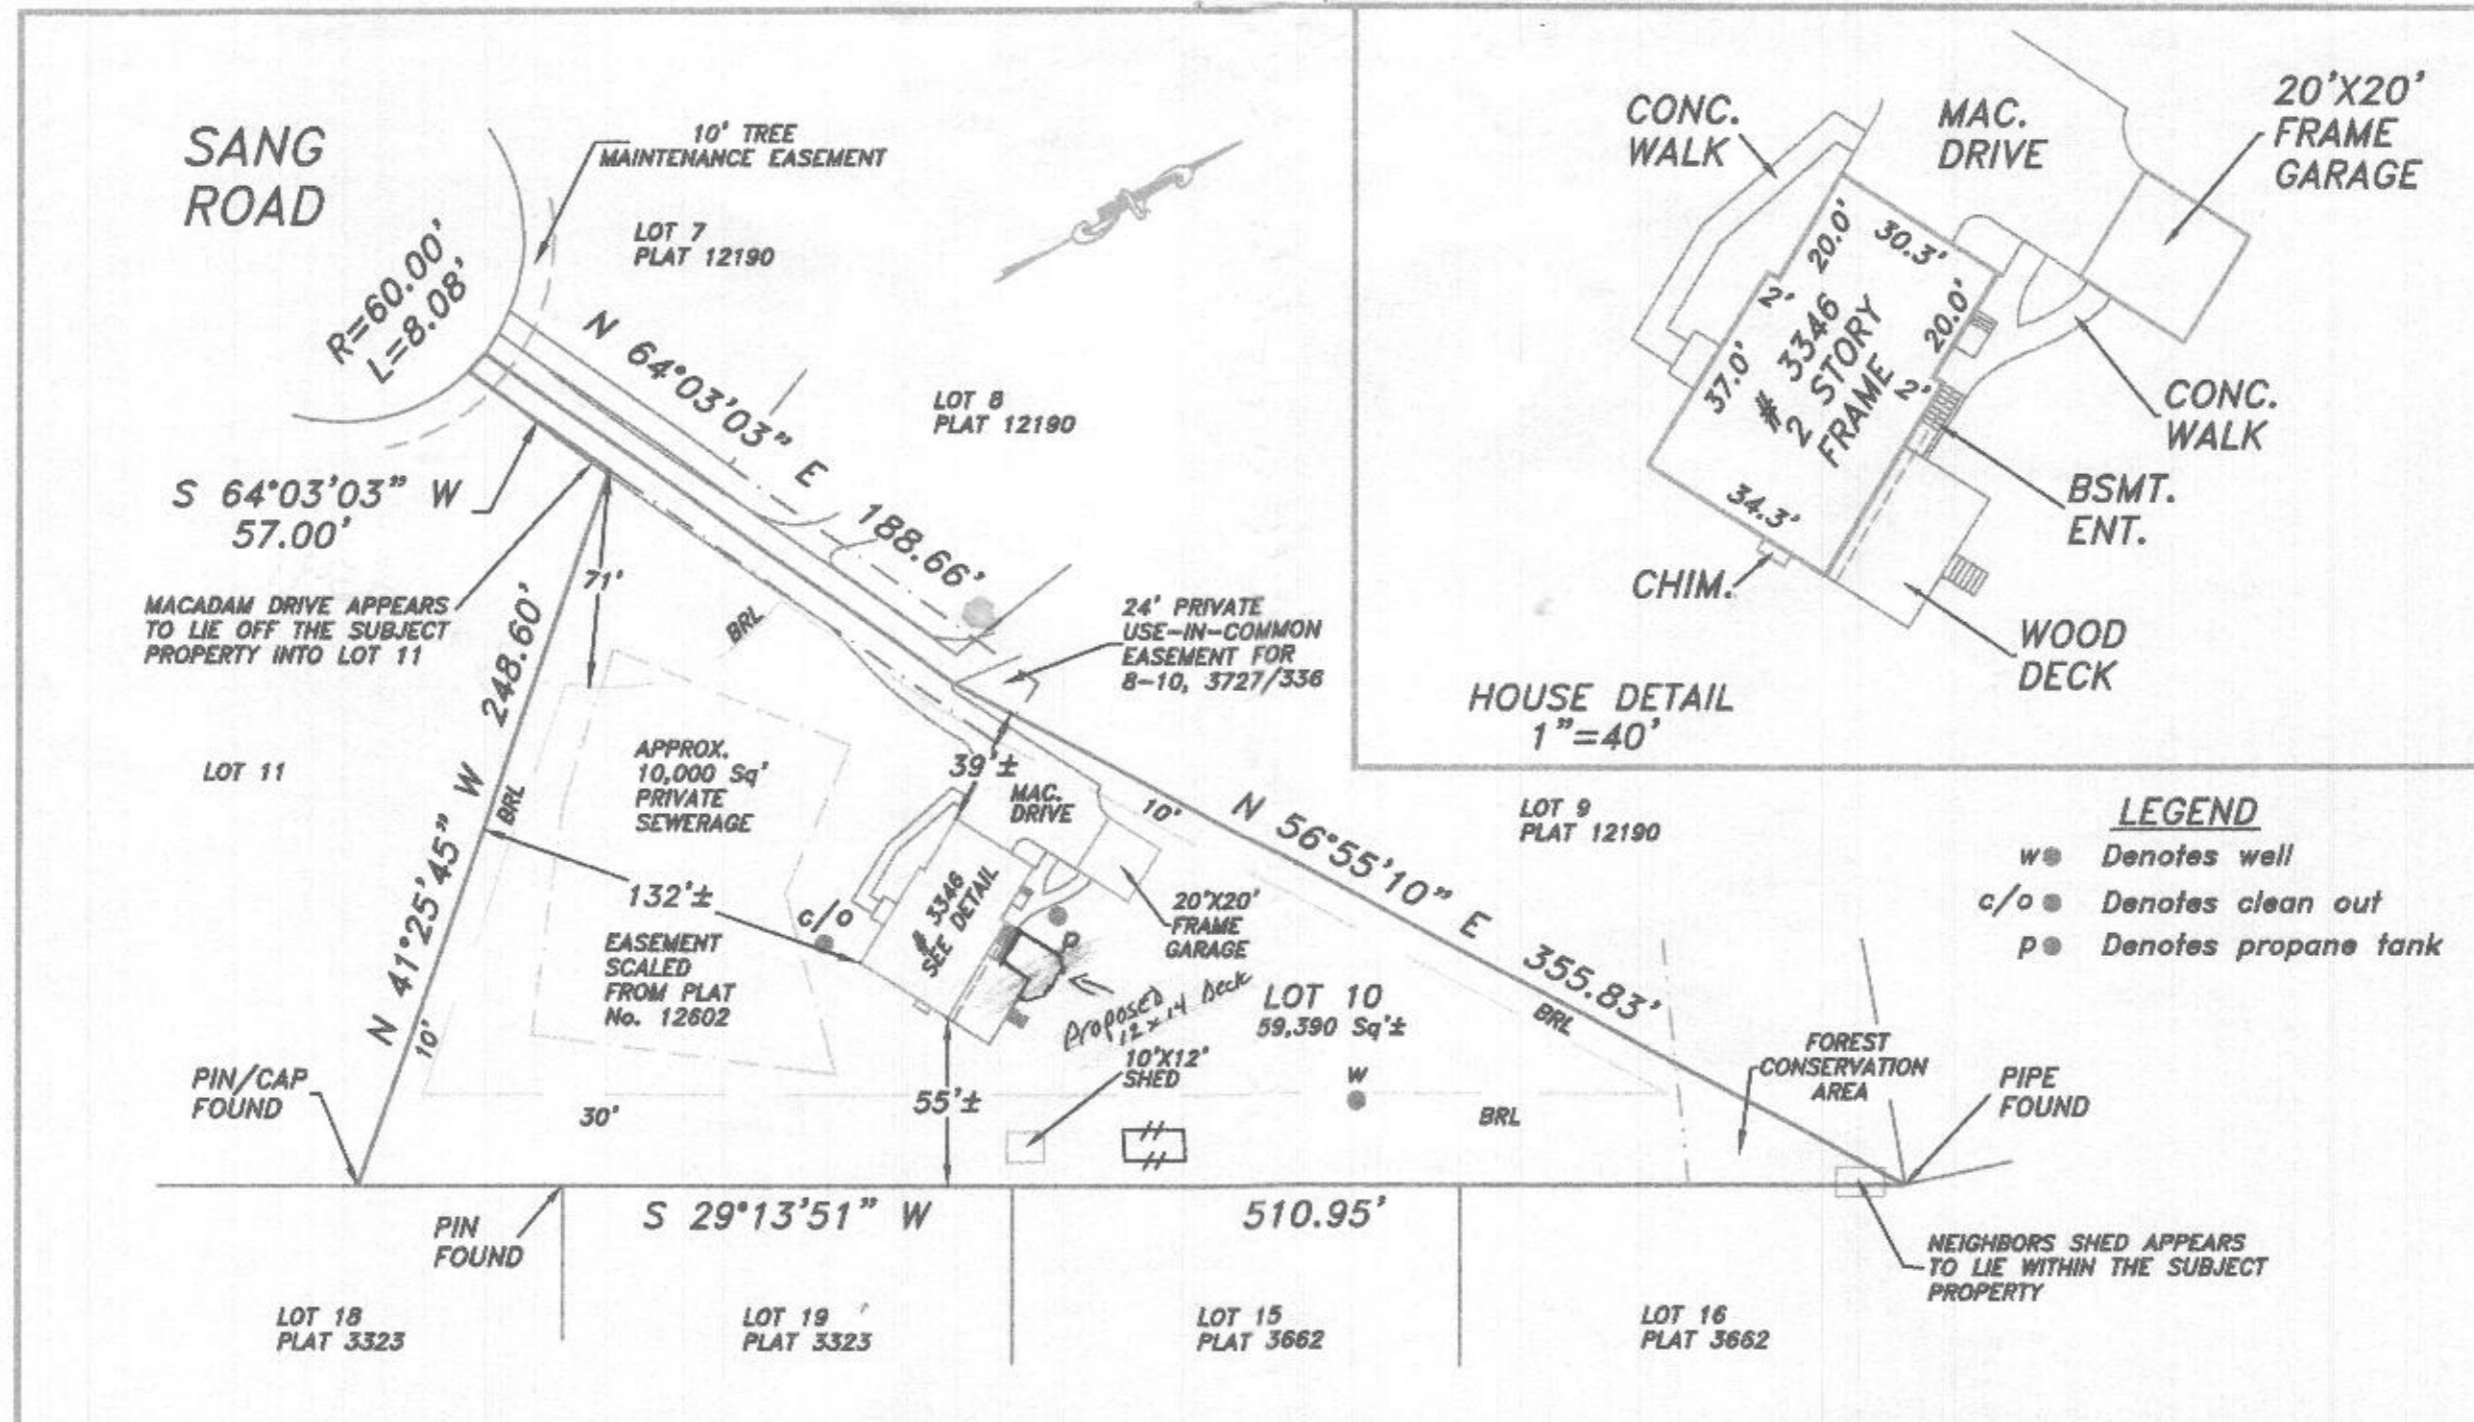 SANG
ROAD
R=60.00'
L=8.08'
10' TREE
MAINTENANCE EASEMENT
LOT 7
PLAT 12190
N 64°03'03" E 188.66'
LOT 8
PLAT 12190
S 64°03'03" W
57.00'
MACADAM DRIVE APPEARS
TO LIE OFF THE SUBJECT
PROPERTY INTO LOT 11
71'
BRL
24' PRIVATE
USE-IN-COMMON
EASEMENT FOR
8-10, 3727/336
N 41°25'45" W 248.60'
BRL
10'
LOT 11
APPROX.
10,000 Sq'
PRIVATE
SEWERAGE
132'±
EASEMENT
SCALED
FROM PLAT
No. 12602
c/o
39'±
MAC.
DRIVE
10'
# 3346
SEE DETAIL
20'X20'
FRAME
GARAGE
P
Proposed
12x14 Deck
10'X12'
SHED
55'±
LOT 10
59,390 Sq'±
W
N 56°55'10" E 355.83'
BRL
LOT 9
PLAT 12190
FOREST
CONSERVATION
AREA
PIPE
FOUND
PIN/CAP
FOUND
30'
BRL
PIN
FOUND
S 29°13'51" W 510.95'
NEIGHBORS SHED APPEARS
TO LIE WITHIN THE SUBJECT
PROPERTY
LOT 18
PLAT 3323
LOT 19
PLAT 3323
LOT 15
PLAT 3662
LOT 16
PLAT 3662
CONC.
WALK
MAC.
DRIVE
20'X20'
FRAME
GARAGE
20.0'
30.3'
2'
20.0'
37.0'
# 3346
2 STORY
FRAME
2'
34.3'
CONC.
WALK
BSMT.
ENT.
CHIM.
WOOD
DECK
HOUSE DETAIL
1"=40'
LEGEND
w Denotes well
c/o Denotes clean out
P Denotes propane tank